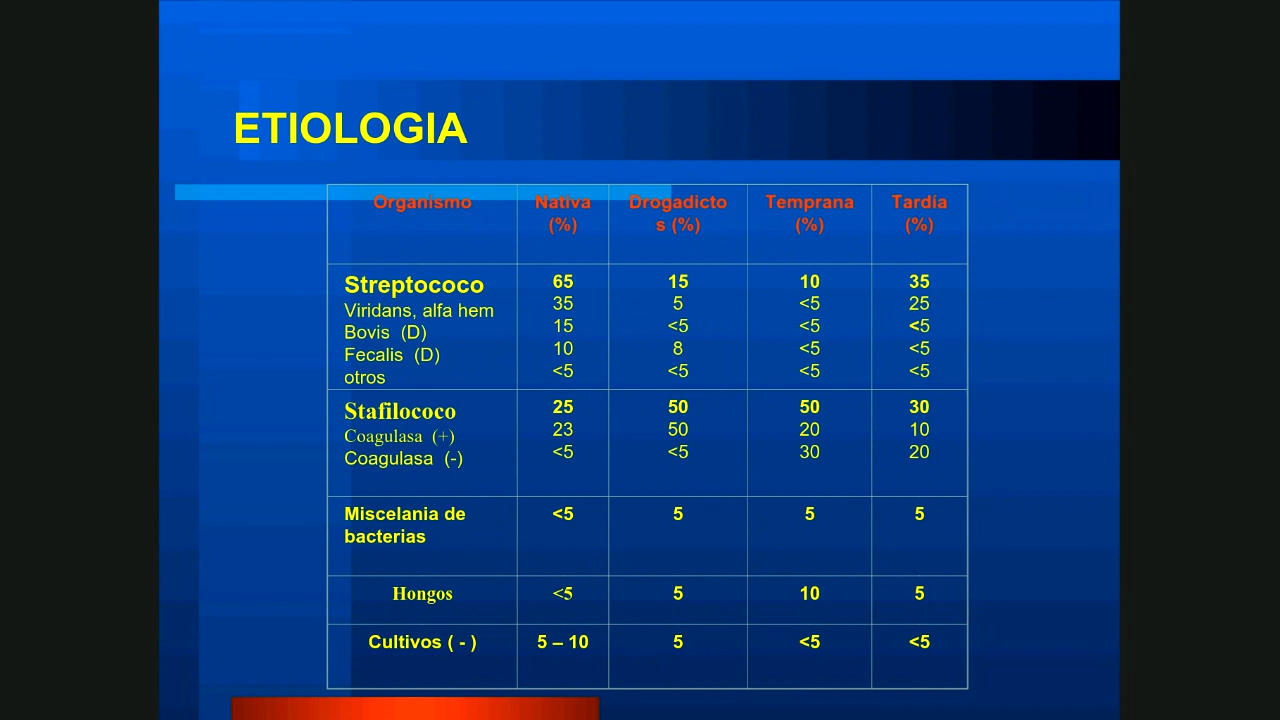 ETIOLOGIA
Organismo Nativa Drogadicto Temprana Tardía
(%) s (%) (%) (%)
Streptococo 65 15 10 35
Viridans, alfa hem 35 5 <5 25
Bovis (D) 15 <5 <5 <5
Fecalis (D) 10 8 <5 <5
otros <5 <5 <5 <5
Stafilococo 25 50 50 30
Coagulasa (+) 23 50 20 10
Coagulasa (-) <5 <5 30 20
Miscelania de <5 5 5 5
bacterias
Hongos <5 5 10 5
Cultivos ( - ) 5 – 10 5 <5 <5